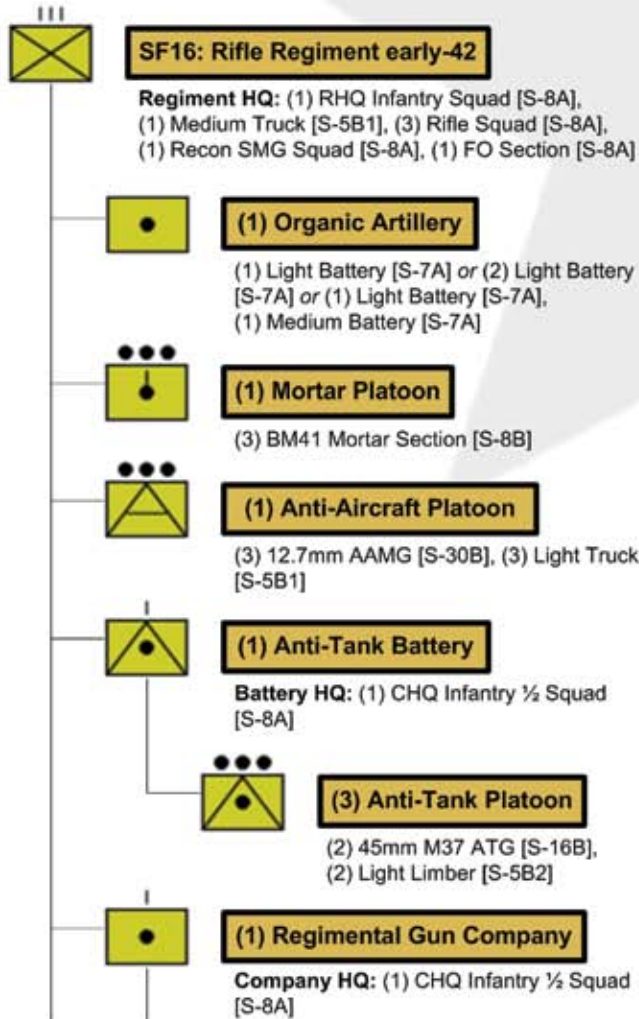 SF16: Rifle Regiment early-42
Regiment HQ: (1) RHQ Infantry Squad [S-8A],
(1) Medium Truck [S-5B1], (3) Rifle Squad [S-8A],
(1) Recon SMG Squad [S-8A], (1) FO Section [S-8A]
(1) Organic Artillery
(1) Light Battery [S-7A] or (2) Light Battery
[S-7A] or (1) Light Battery [S-7A],
(1) Medium Battery [S-7A]
(1) Mortar Platoon
(3) BM41 Mortar Section [S-8B]
(1) Anti-Aircraft Platoon
(3) 12.7mm AAMG [S-30B], (3) Light Truck
[S-5B1]
(1) Anti-Tank Battery
Battery HQ: (1) CHQ Infantry ½ Squad
[S-8A]
(3) Anti-Tank Platoon
(2) 45mm M37 ATG [S-16B],
(2) Light Limber [S-5B2]
(1) Regimental Gun Company
Company HQ: (1) CHQ Infantry ½ Squad
[S-8A]